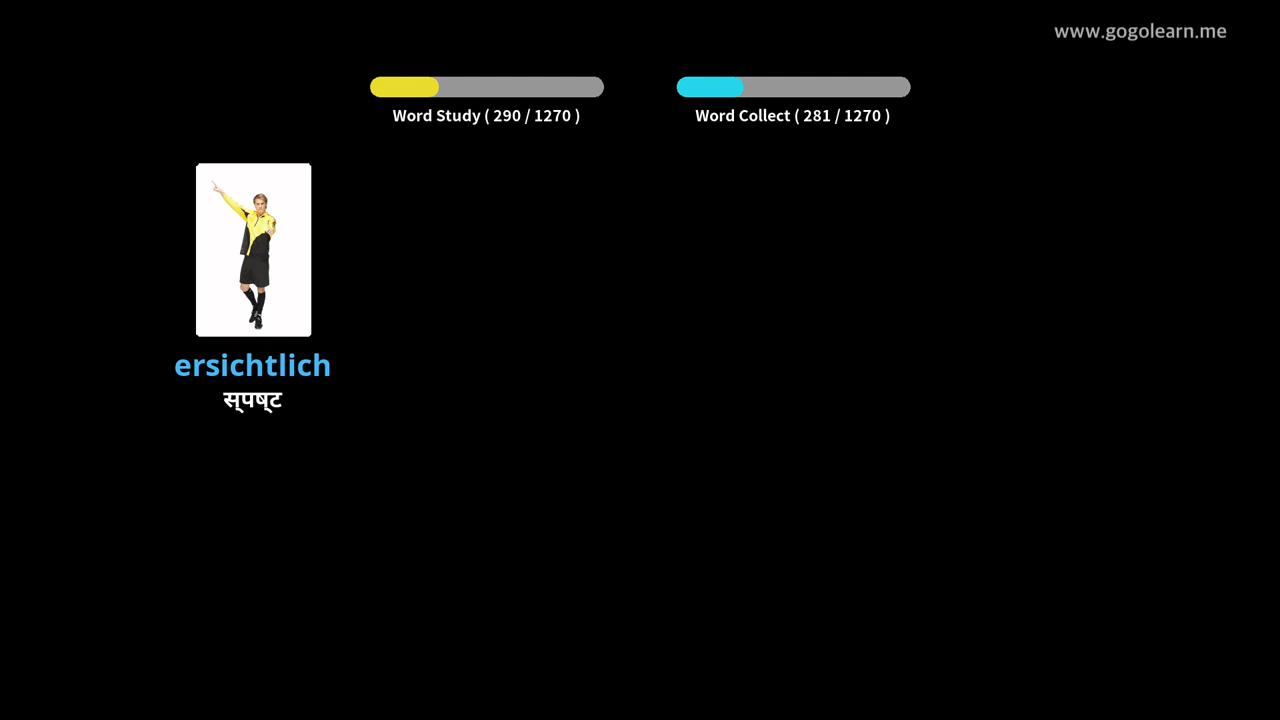 www.gogolearn.me
Word Study ( 290 / 1270 )
Word Collect ( 281 / 1270 )
ersichtlich
स्पष्ट